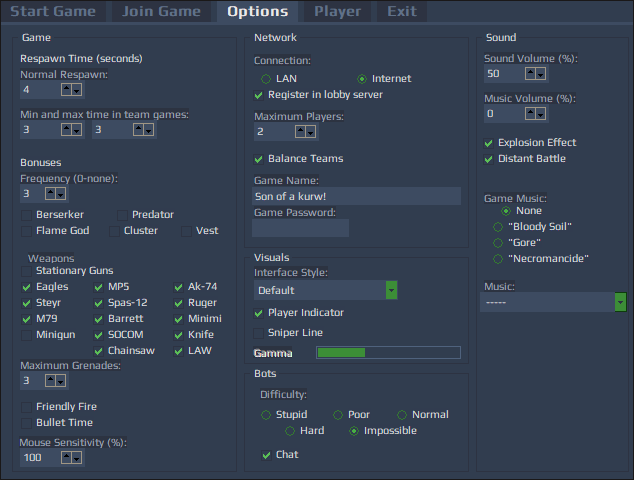 Start Game Join Game Options Player Exit
Game
Respawn Time (seconds)
Normal Respawn:
4
Min and max time in team games:
3 3
Bonuses
Frequency (0-none):
3
Berserker Predator
Flame God Cluster Vest
Weapons
Stationary Guns
Eagles MP5 Ak-74
Steyr Spas-12 Ruger
M79 Barrett Minimi
Minigun SOCOM Knife
Chainsaw LAW
Maximum Grenades:
3
Friendly Fire
Bullet Time
Mouse Sensitivity (%):
100
Network
Connection:
LAN Internet
Register in lobby server
Maximum Players:
2
Balance Teams
Game Name:
Son of a kurw!
Game Password:
Visuals
Interface Style:
Default
Player Indicator
Sniper Line
Gamma
Bots
Difficulty:
Stupid Poor Normal
Hard Impossible
Chat
Sound
Sound Volume (%):
50
Music Volume (%):
0
Explosion Effect
Distant Battle
Game Music:
None
"Bloody Soil"
"Gore"
"Necromancide"
Music:
-----